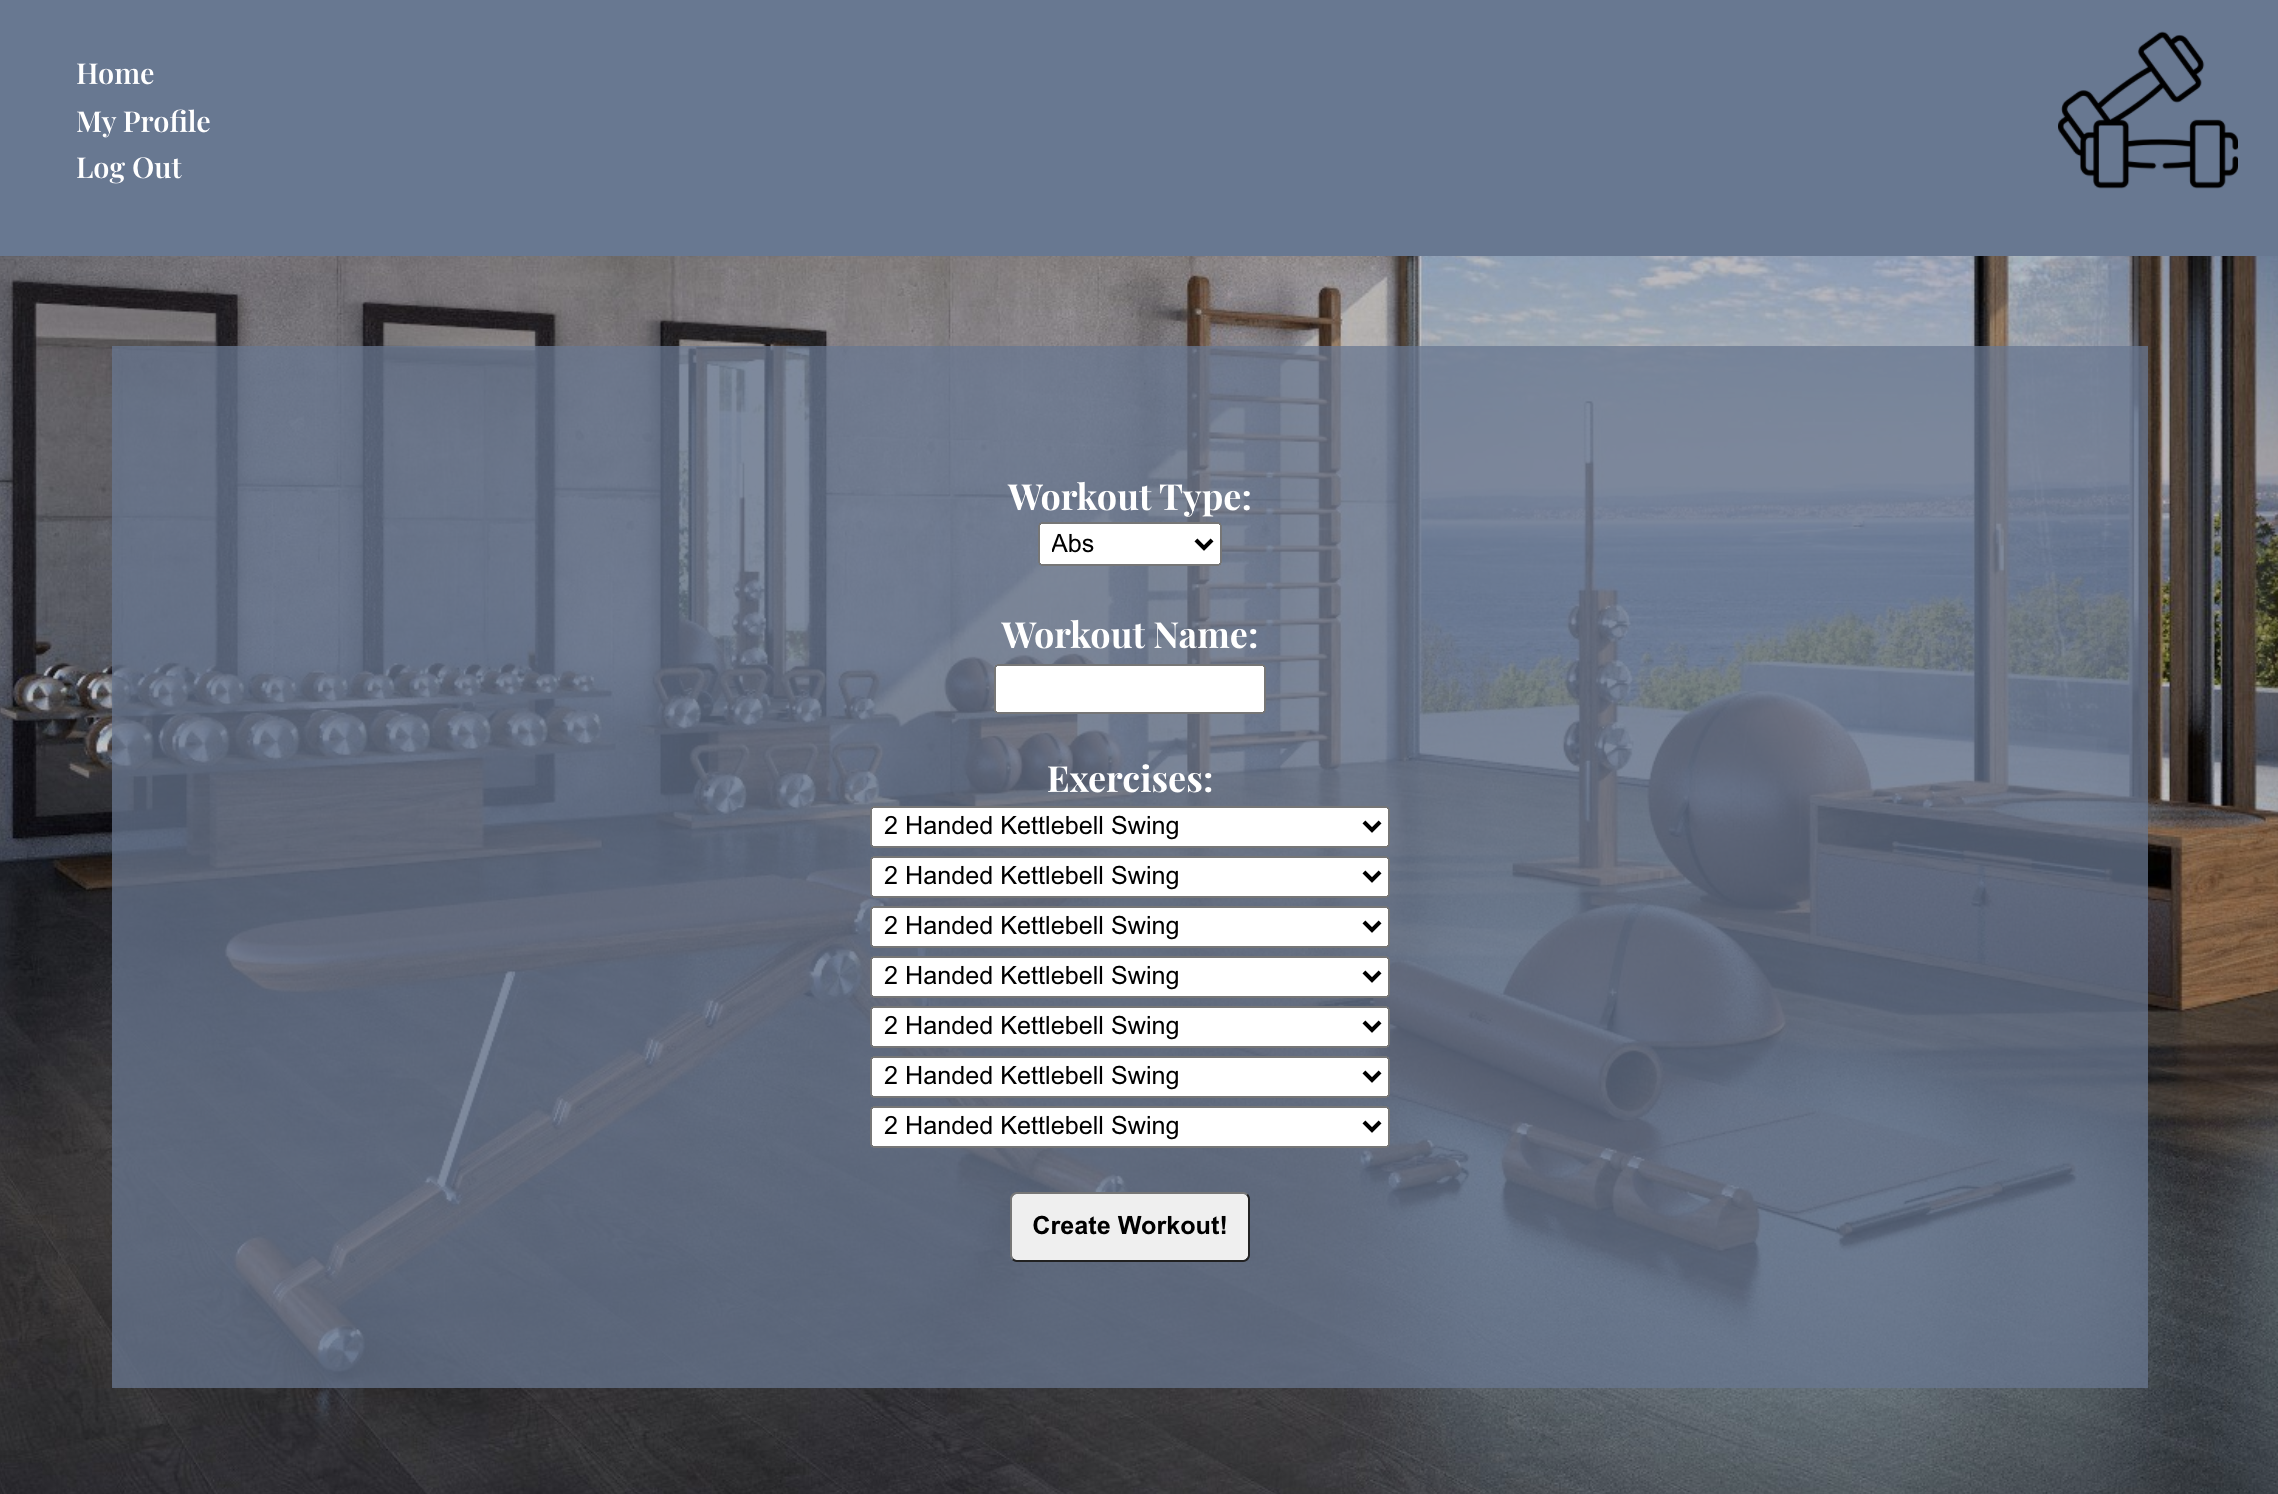 Home
My Profile
Log Out
Workout Type:
Abs
Workout Name:
Exercises:
2 Handed Kettlebell Swing
2 Handed Kettlebell Swing
2 Handed Kettlebell Swing
2 Handed Kettlebell Swing
2 Handed Kettlebell Swing
2 Handed Kettlebell Swing
2 Handed Kettlebell Swing
Create Workout!